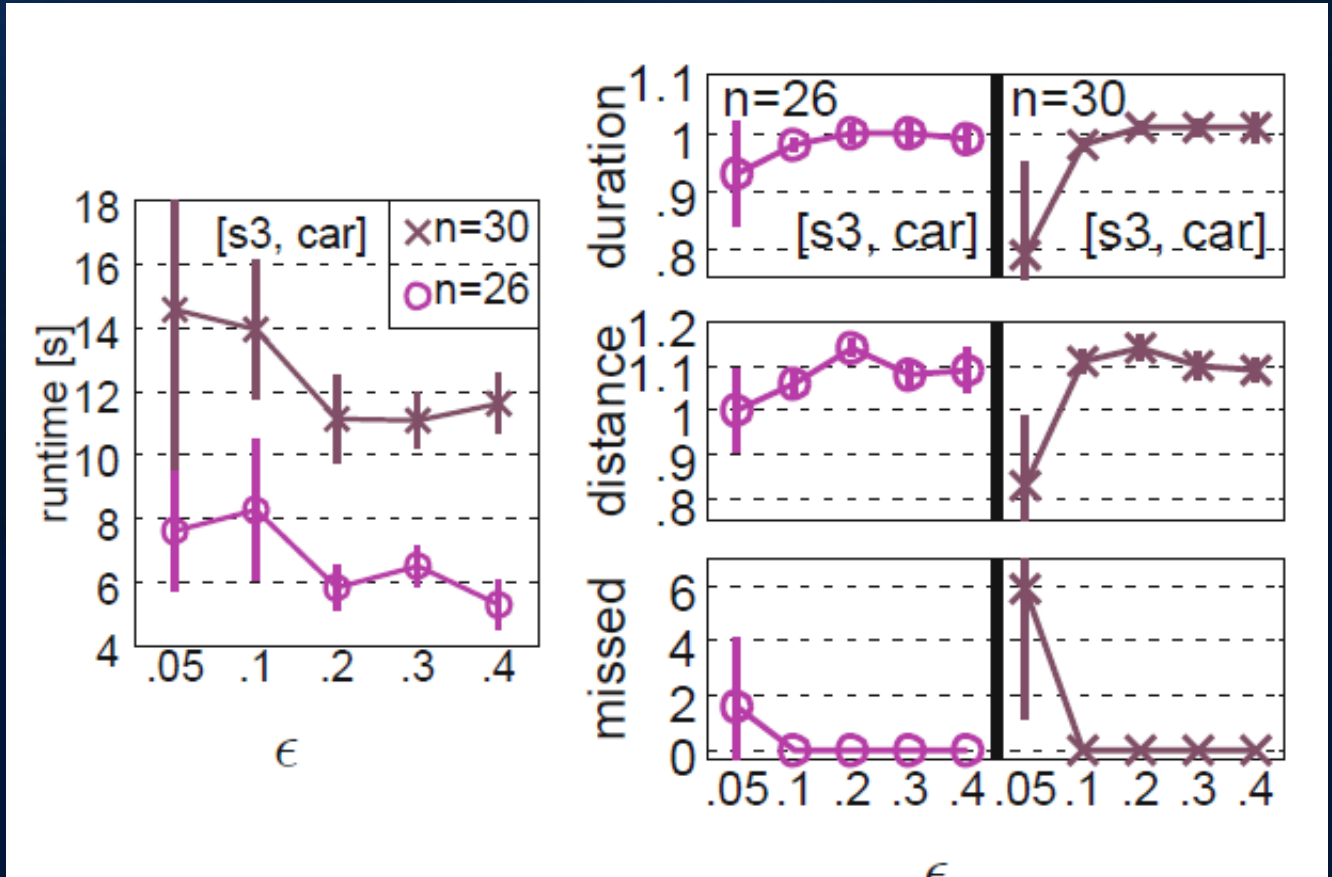 runtime [s]
18
16
14
12
10
8
6
4
[s3, car]
n=30
n=26
.05 .1 .2 .3 .4
ϵ
duration
1.1
1
.9
.8
n=26
[s3, car]
n=30
[s3, car]
distance
1.2
1.1
1
.9
.8
missed
6
4
2
0
.05 .1 .2 .3 .4 .05 .1 .2 .3 .4
ϵ